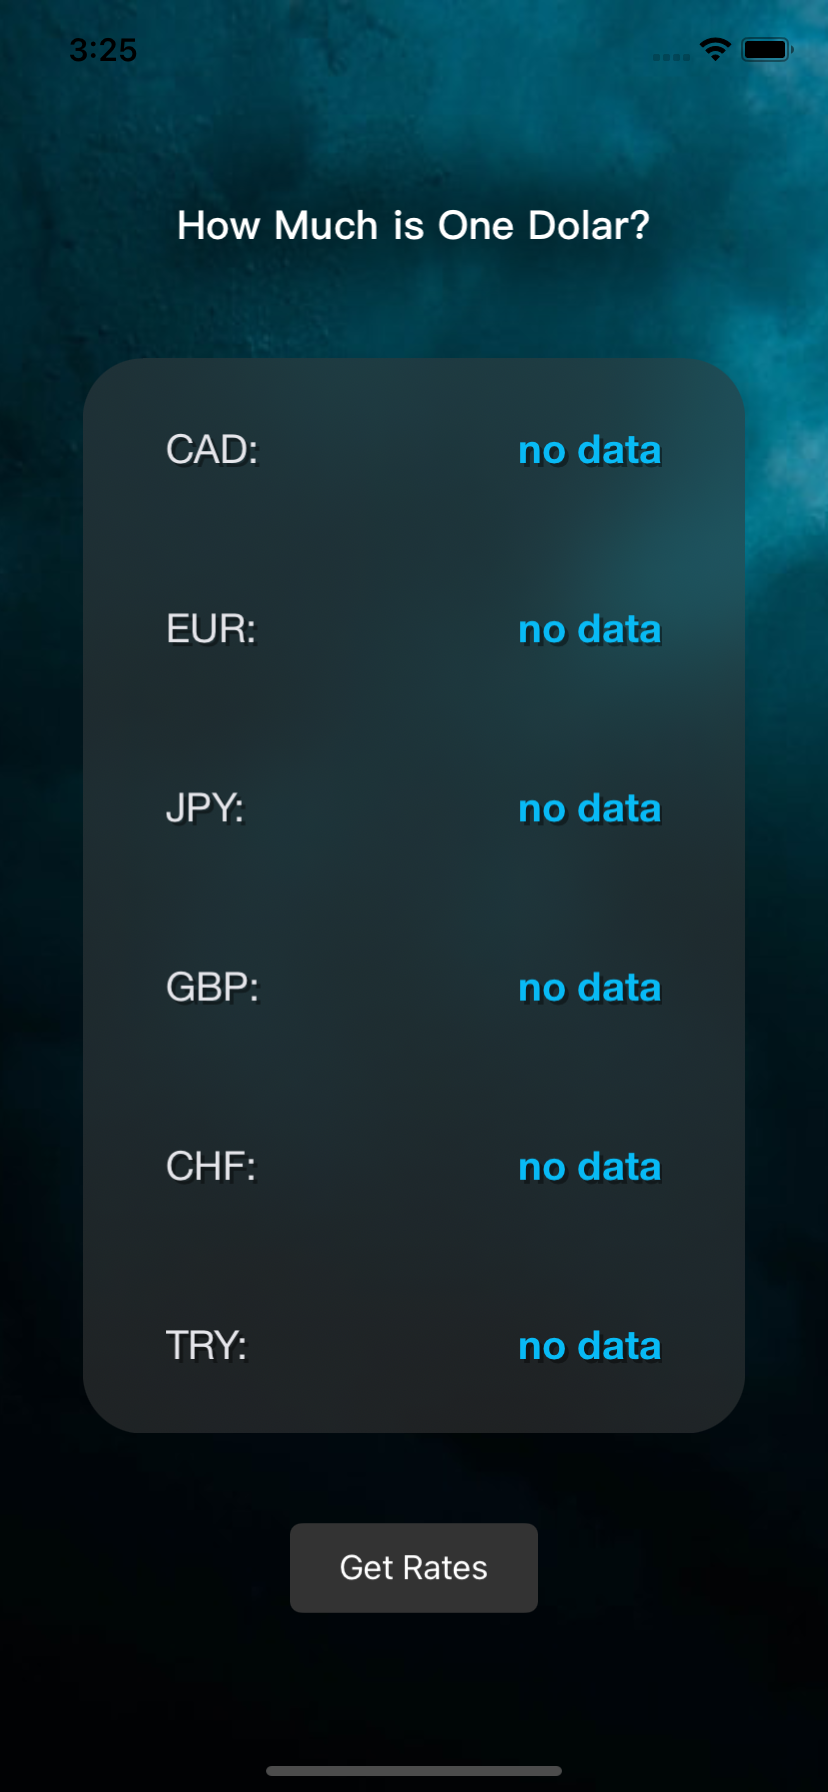 3:25
How Much is One Dolar?
CAD: no data
EUR: no data
JPY: no data
GBP: no data
CHF: no data
TRY: no data
Get Rates